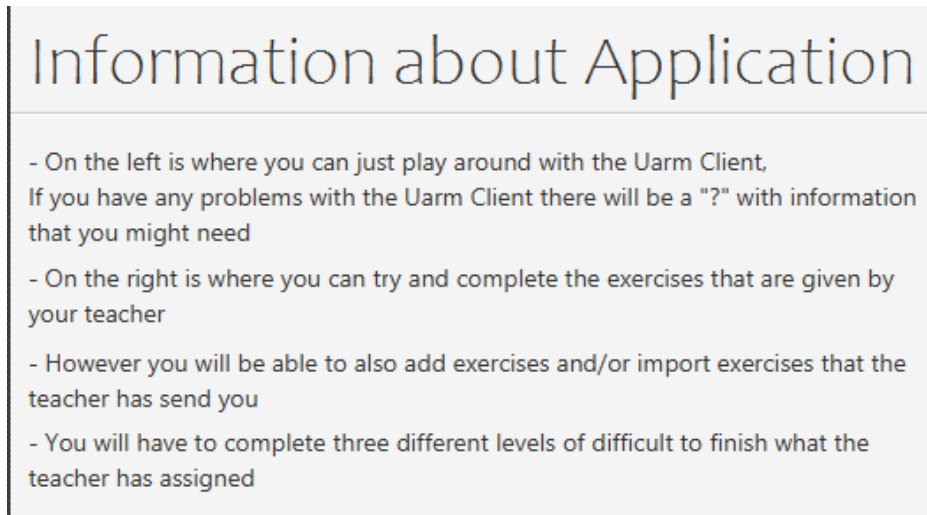 Information about Application
- On the left is where you can just play around with the Uarm Client,
If you have any problems with the Uarm Client there will be a "?" with information
that you might need
- On the right is where you can try and complete the exercises that are given by
your teacher
- However you will be able to also add exercises and/or import exercises that the
teacher has send you
- You will have to complete three different levels of difficult to finish what the
teacher has assigned